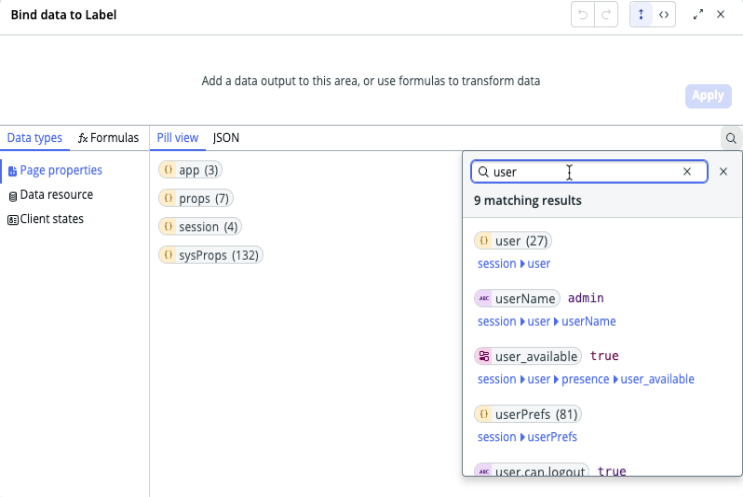 Bind data to Label
Add a data output to this area, or use formulas to transform data
Apply
Data types
fx Formulas
Pill view
JSON
Page properties
Data resource
Client states
{} app (3)
{} props (7)
{} session (4)
{} sysProps (132)
user
9 matching results
{} user (27)
session user
ABC userName admin
session user userName
user_available true
session user presence user_available
{} userPrefs (81)
session userPrefs
user.can.logout true